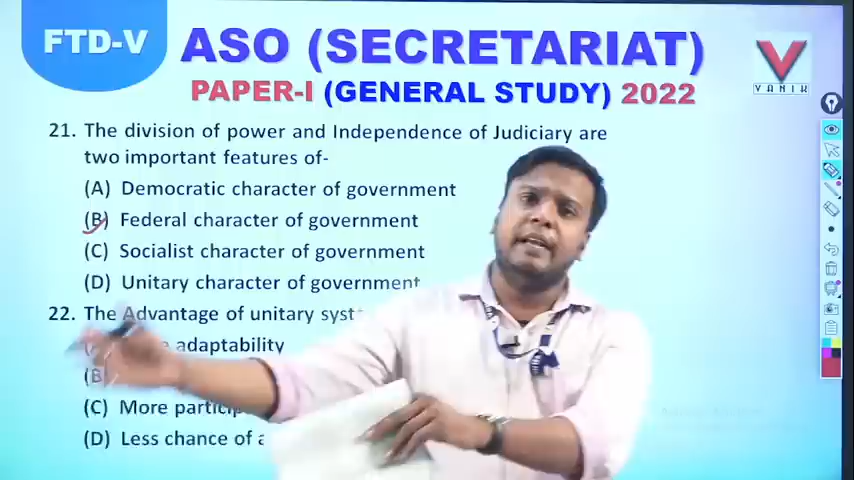 FTD-V
ASO (SECRETARIAT)
PAPER-I (GENERAL STUDY) 2022
VANIK
21. The division of power and Independence of Judiciary are
two important features of-
(A) Democratic character of government
(B) Federal character of government
(C) Socialist character of government
(D) Unitary character of government
22. The Advantage of unitary syst
adaptability
(B
(C) More particip
(D) Less chance of a